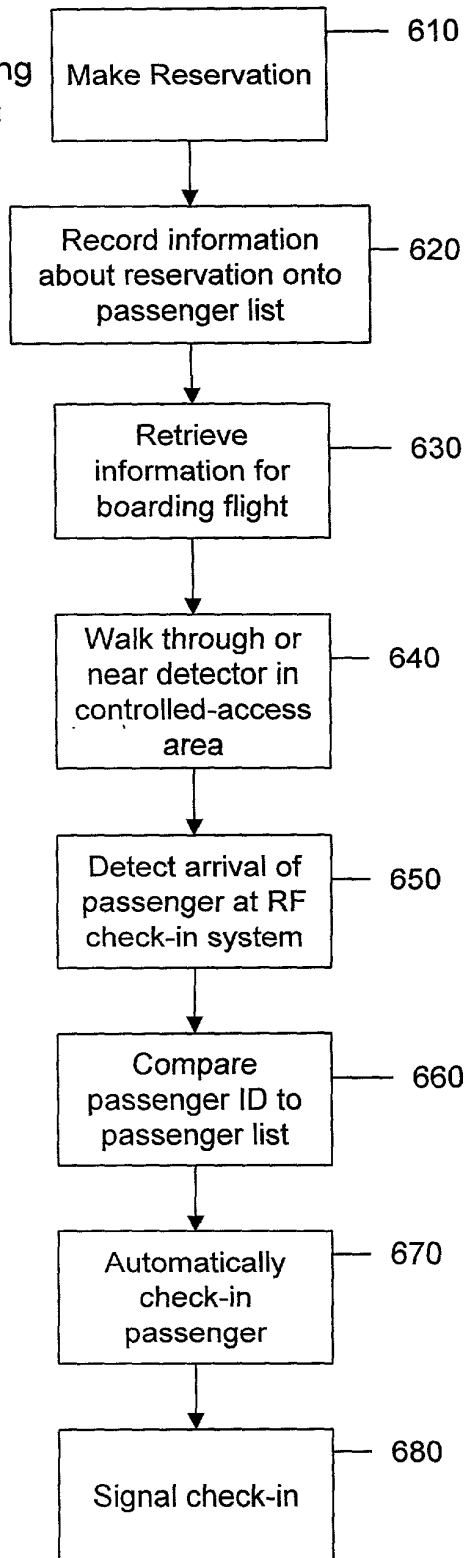 610
Make Reservation
Record information
about reservation onto
passenger list
620
Retrieve
information for
boarding flight
630
Walk through or
near detector in
controlled-access
area
640
Detect arrival of
passenger at RF
check-in system
650
Compare
passenger ID to
passenger list
660
Automatically
check-in
passenger
670
Signal check-in
680